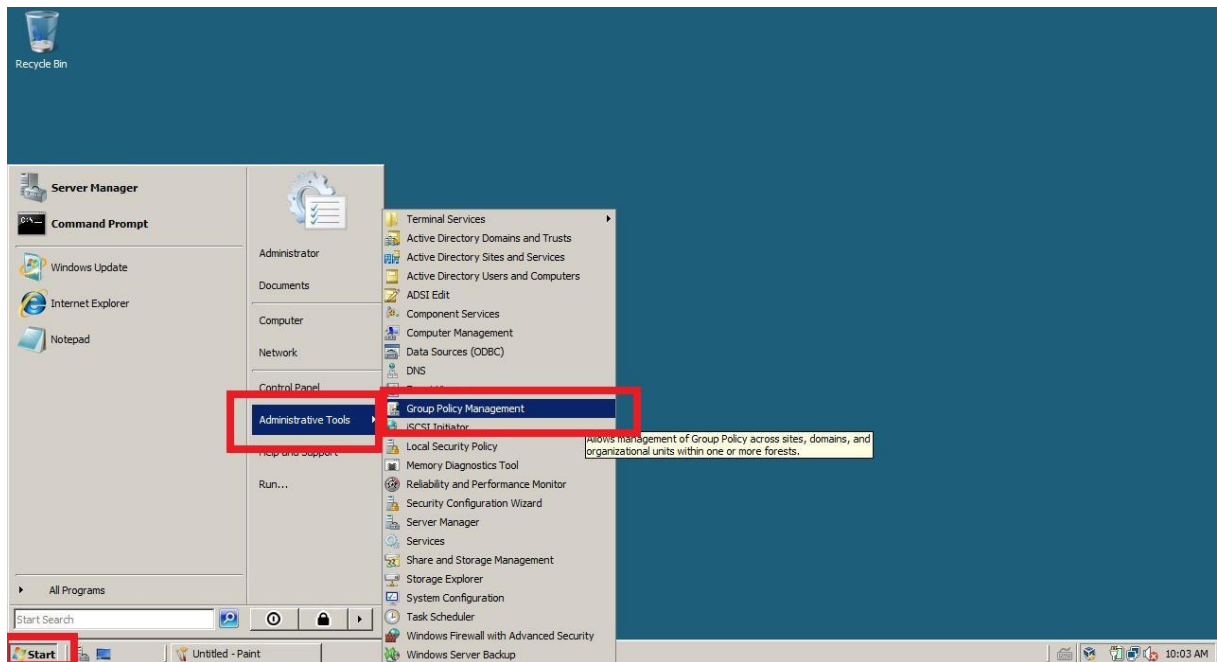 Recycle Bin
Server Manager
Command Prompt
Windows Update
Internet Explorer
Notepad
All Programs
Start Search
Administrator
Documents
Computer
Network
Control Panel
Administrative Tools
Help and Support
Run...
Terminal Services
Active Directory Domains and Trusts
Active Directory Sites and Services
Active Directory Users and Computers
ADSI Edit
Component Services
Computer Management
Data Sources (ODBC)
DNS
Group Policy Management
iSCSI Initiator
Allows management of Group Policy across sites, domains, and
organizational units within one or more forests.
Local Security Policy
Memory Diagnostics Tool
Reliability and Performance Monitor
Security Configuration Wizard
Server Manager
Services
Share and Storage Management
Storage Explorer
System Configuration
Task Scheduler
Windows Firewall with Advanced Security
Windows Server Backup
Start
Untitled - Paint
10:03 AM